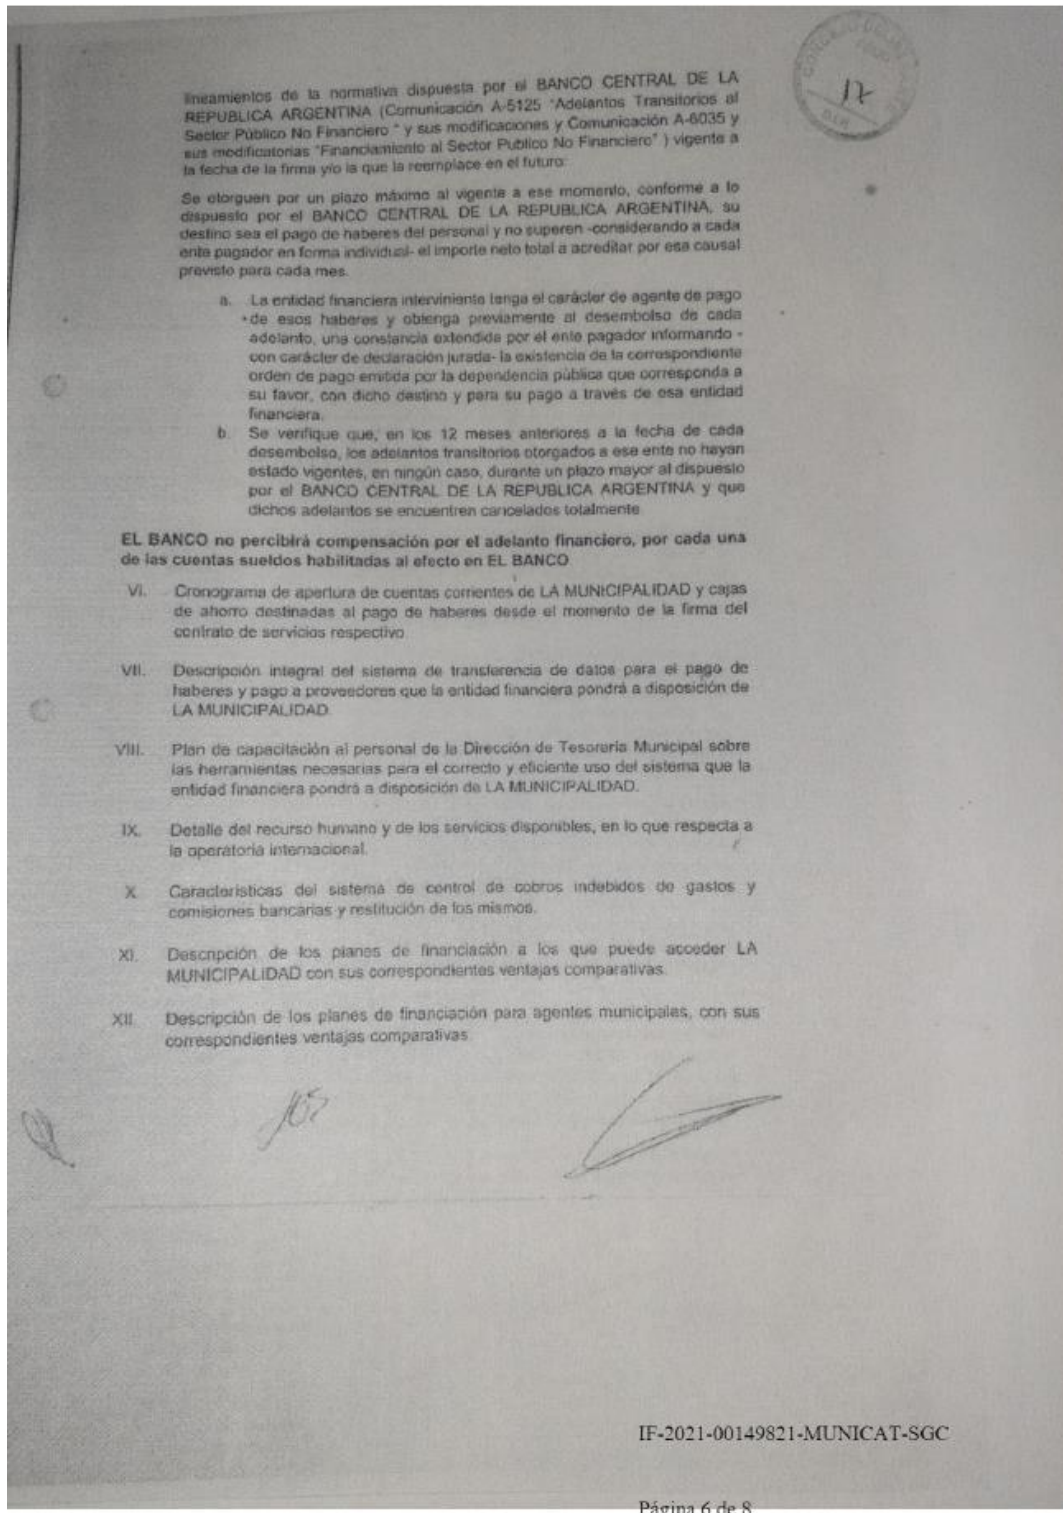 17
lineamientos de la normativa dispuesta por el BANCO CENTRAL DE LA
REPUBLICA ARGENTINA (Comunicación A-5125 "Adelantos Transitorios al
Sector Público No Financiero " y sus modificaciones y Comunicación A-6035 y
sus modificatorias "Financiamiento al Sector Publico No Financiero" ) vigente a
la fecha de la firma y/o la que la reemplace en el futuro.
Se otorguen por un plazo máximo al vigente a ese momento, conforme a lo
dispuesto por el BANCO CENTRAL DE LA REPUBLICA ARGENTINA, su
destino sea el pago de haberes del personal y no superen -considerando a cada
ente pagador en forma individual- el importe neto total a acreditar por esa causal
previsto para cada mes.
a. La entidad financiera interviniente tenga el carácter de agente de pago
de esos haberes y obtenga previamente al desembolso de cada
adelanto, una constancia extendida por el ente pagador informando -
con carácter de declaración jurada- la existencia de la correspondiente
orden de pago emitida por la dependencia pública que corresponda a
su favor, con dicho destino y para su pago a través de esa entidad
financiera.
b. Se verifique que, en los 12 meses anteriores a la fecha de cada
desembolso, los adelantos transitorios otorgados a ese ente no hayan
estado vigentes, en ningún caso, durante un plazo mayor al dispuesto
por el BANCO CENTRAL DE LA REPUBLICA ARGENTINA y que
dichos adelantos se encuentren cancelados totalmente
EL BANCO no percibirá compensación por el adelanto financiero, por cada una
de las cuentas sueldos habilitadas al efecto en EL BANCO
VI. Cronograma de apertura de cuentas corrientes de LA MUNICIPALIDAD y cajas
de ahorro destinadas al pago de haberes desde el momento de la firma del
contrato de servicios respectivo
VII. Descripción integral del sistema de transferencia de datos para el pago de
haberes y pago a proveedores que la entidad financiera pondrá a disposición de
LA MUNICIPALIDAD
VIII. Plan de capacitación al personal de la Dirección de Tesorería Municipal sobre
las herramientas necesarias para el correcto y eficiente uso del sistema que la
entidad financiera pondrá a disposición de LA MUNICIPALIDAD.
IX. Detalle del recurso humano y de los servicios disponibles, en lo que respecta a
la operatoria internacional.
X Características del sistema de control de cobros indebidos de gastos y
comisiones bancarias y restitución de los mismos.
XI. Descripción de los planes de financiación a los que puede acceder LA
MUNICIPALIDAD con sus correspondientes ventajas comparativas.
XII. Descripción de los planes de financiación para agentes municipales, con sus
correspondientes ventajas comparativas
IF-2021-00149821-MUNICAT-SGC
Página 6 de 8